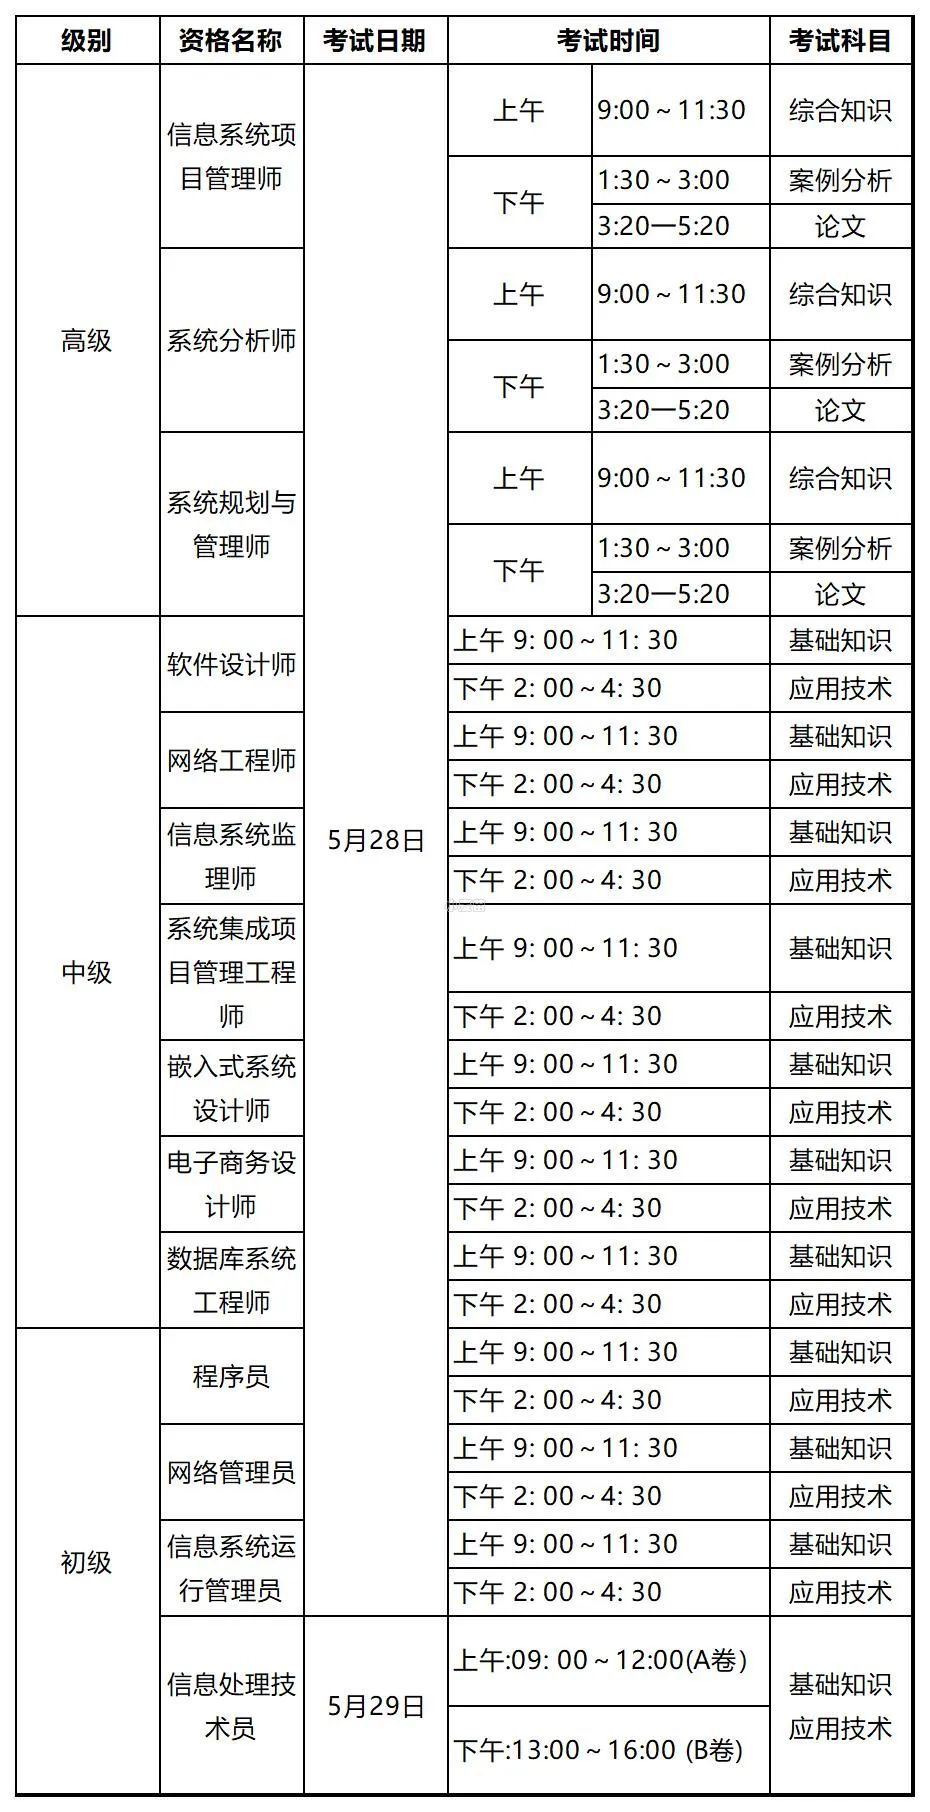 级别 资格名称 考试日期 考试时间 考试科目
高级
信息系统项
目管理师
上午 9:00～11:30 综合知识
下午
1:30～3:00 案例分析
3:20—5:20 论文
系统分析师
上午 9:00～11:30 综合知识
下午
1:30～3:00 案例分析
3:20—5:20 论文
系统规划与
管理师
上午 9:00～11:30 综合知识
下午
1:30～3:00 案例分析
3:20—5:20 论文
5月28日
中级
软件设计师
上午 9: 00～11: 30 基础知识
下午 2: 00～4: 30 应用技术
网络工程师
上午 9: 00～11: 30 基础知识
下午 2: 00～4: 30 应用技术
信息系统监
理师
上午 9: 00～11: 30 基础知识
下午 2: 00～4: 30 应用技术
系统集成项
目管理工程
师
上午 9: 00～11: 30 基础知识
下午 2: 00～4: 30 应用技术
嵌入式系统
设计师
上午 9: 00～11: 30 基础知识
下午 2: 00～4: 30 应用技术
电子商务设
计师
上午 9: 00～11: 30 基础知识
下午 2: 00～4: 30 应用技术
数据库系统
工程师
上午 9: 00～11: 30 基础知识
下午 2: 00～4: 30 应用技术
初级
程序员
上午 9: 00～11: 30 基础知识
下午 2: 00～4: 30 应用技术
网络管理员
上午 9: 00～11: 30 基础知识
下午 2: 00～4: 30 应用技术
信息系统运
行管理员
上午 9: 00～11: 30 基础知识
下午 2: 00～4: 30 应用技术
信息处理技
术员
5月29日
上午:09: 00～12:00(A卷)
下午:13:00～16:00 (B卷)
基础知识
应用技术